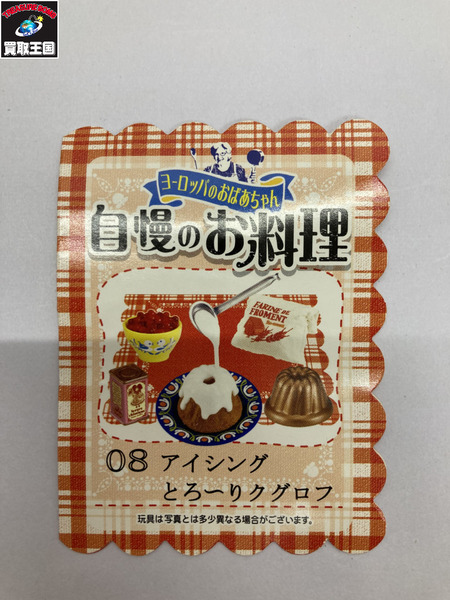 TREASURE KING
買取王国
ヨーロッパのおばあちゃん
自慢のお料理
FARINE DE
FROMENT
08 アイシング
とろ～りクグロフ
玩具は写真とは多少異なる場合がございます。